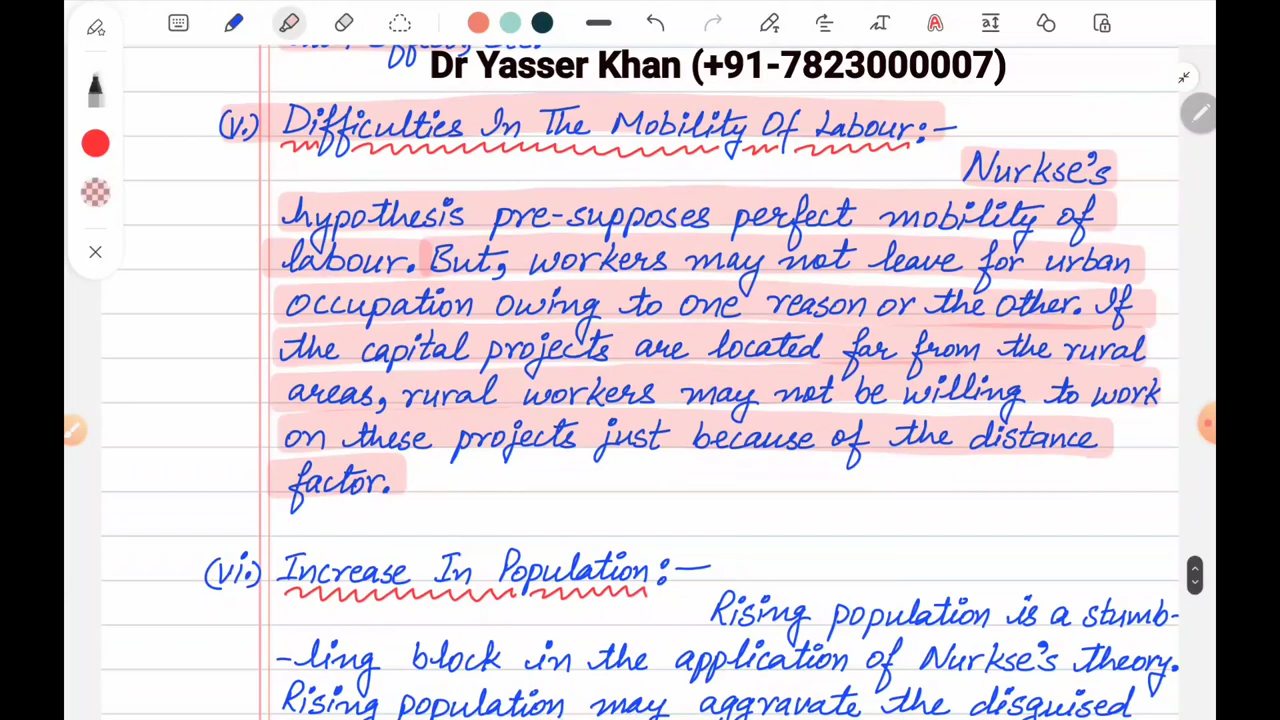 Dr Yasser Khan (+91-7823000007)
(v.) Difficulties In The Mobility Of Labour:-
Nurkse's
hypothesis pre-supposes perfect mobility of
labour. But, workers may not leave for urban
occupation owing to one reason or the other. If
the capital projects are located far from the rural
areas, rural workers may not be willing to work
on these projects just because of the distance
factor.
(vi.) Increase In Population:-
Rising population is a stumb-
-ling block in the application of Nurkse's theory.
Rising population may aggravate the disguised